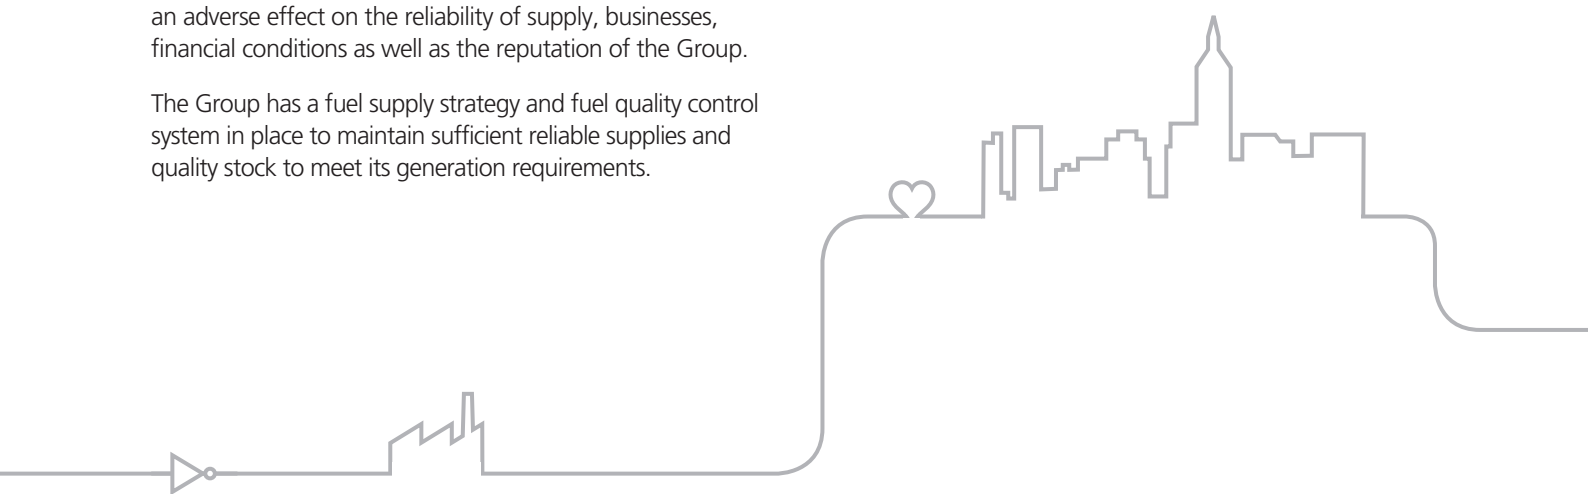 an adverse effect on the reliability of supply, businesses,
financial conditions as well as the reputation of the Group.
The Group has a fuel supply strategy and fuel quality control
system in place to maintain sufficient reliable supplies and
quality stock to meet its generation requirements.